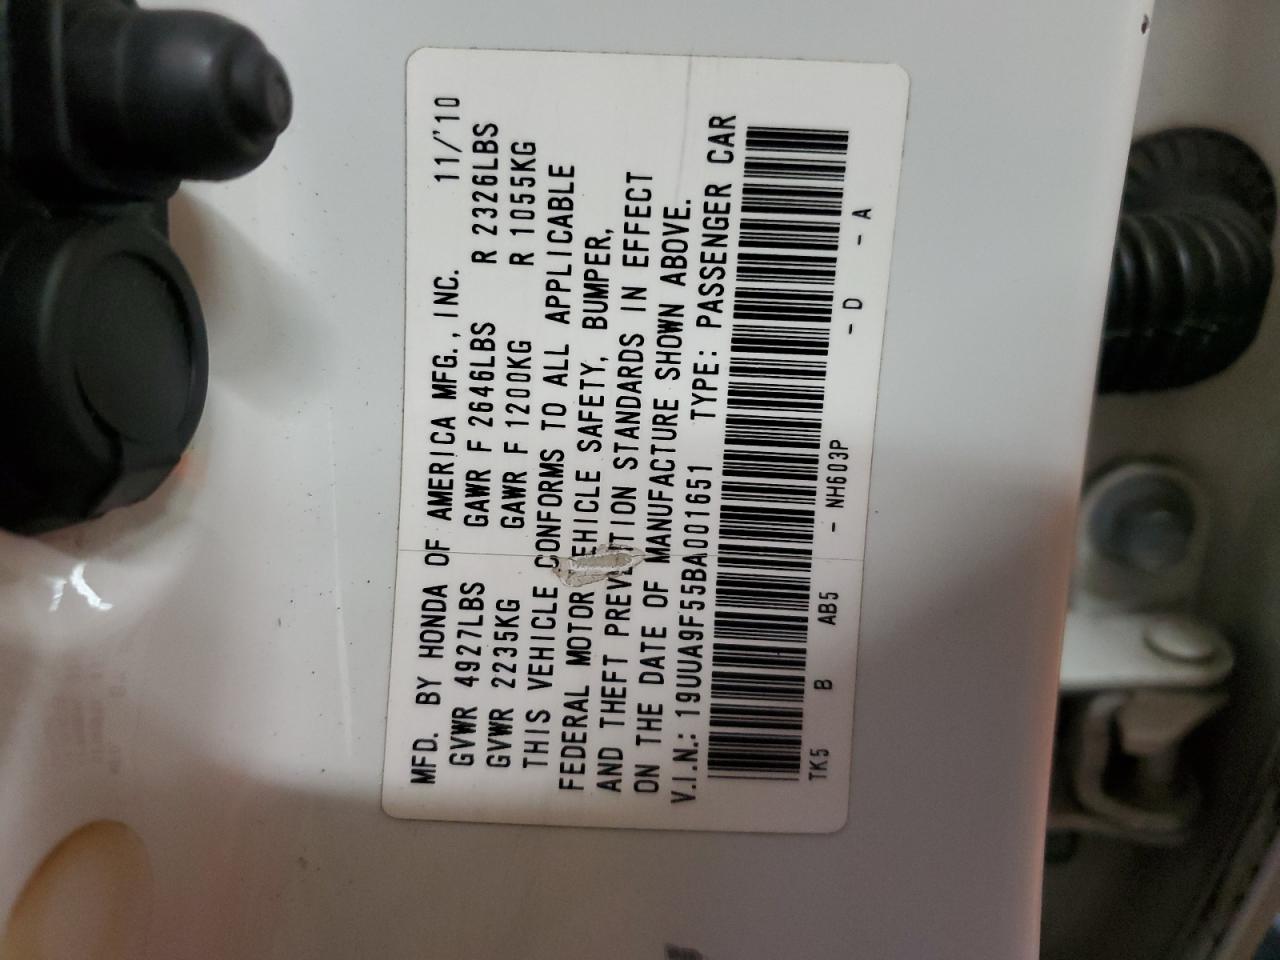 MFD. BY HONDA OF AMERICA MFG., INC. 11/'10
GVWR 4927LBS GAWR F 2646LBS R 2326LBS
GVWR 2235KG GAWR F 1200KG R 1055KG
THIS VEHICLE CONFORMS TO ALL APPLICABLE
FEDERAL MOTOR VEHICLE SAFETY, BUMPER,
AND THEFT PREVENTION STANDARDS IN EFFECT
ON THE DATE OF MANUFACTURE SHOWN ABOVE.
V.I.N.: 19UUA9F55BA001651 TYPE: PASSENGER CAR
TK5 B AB5 - NH603P - D - A